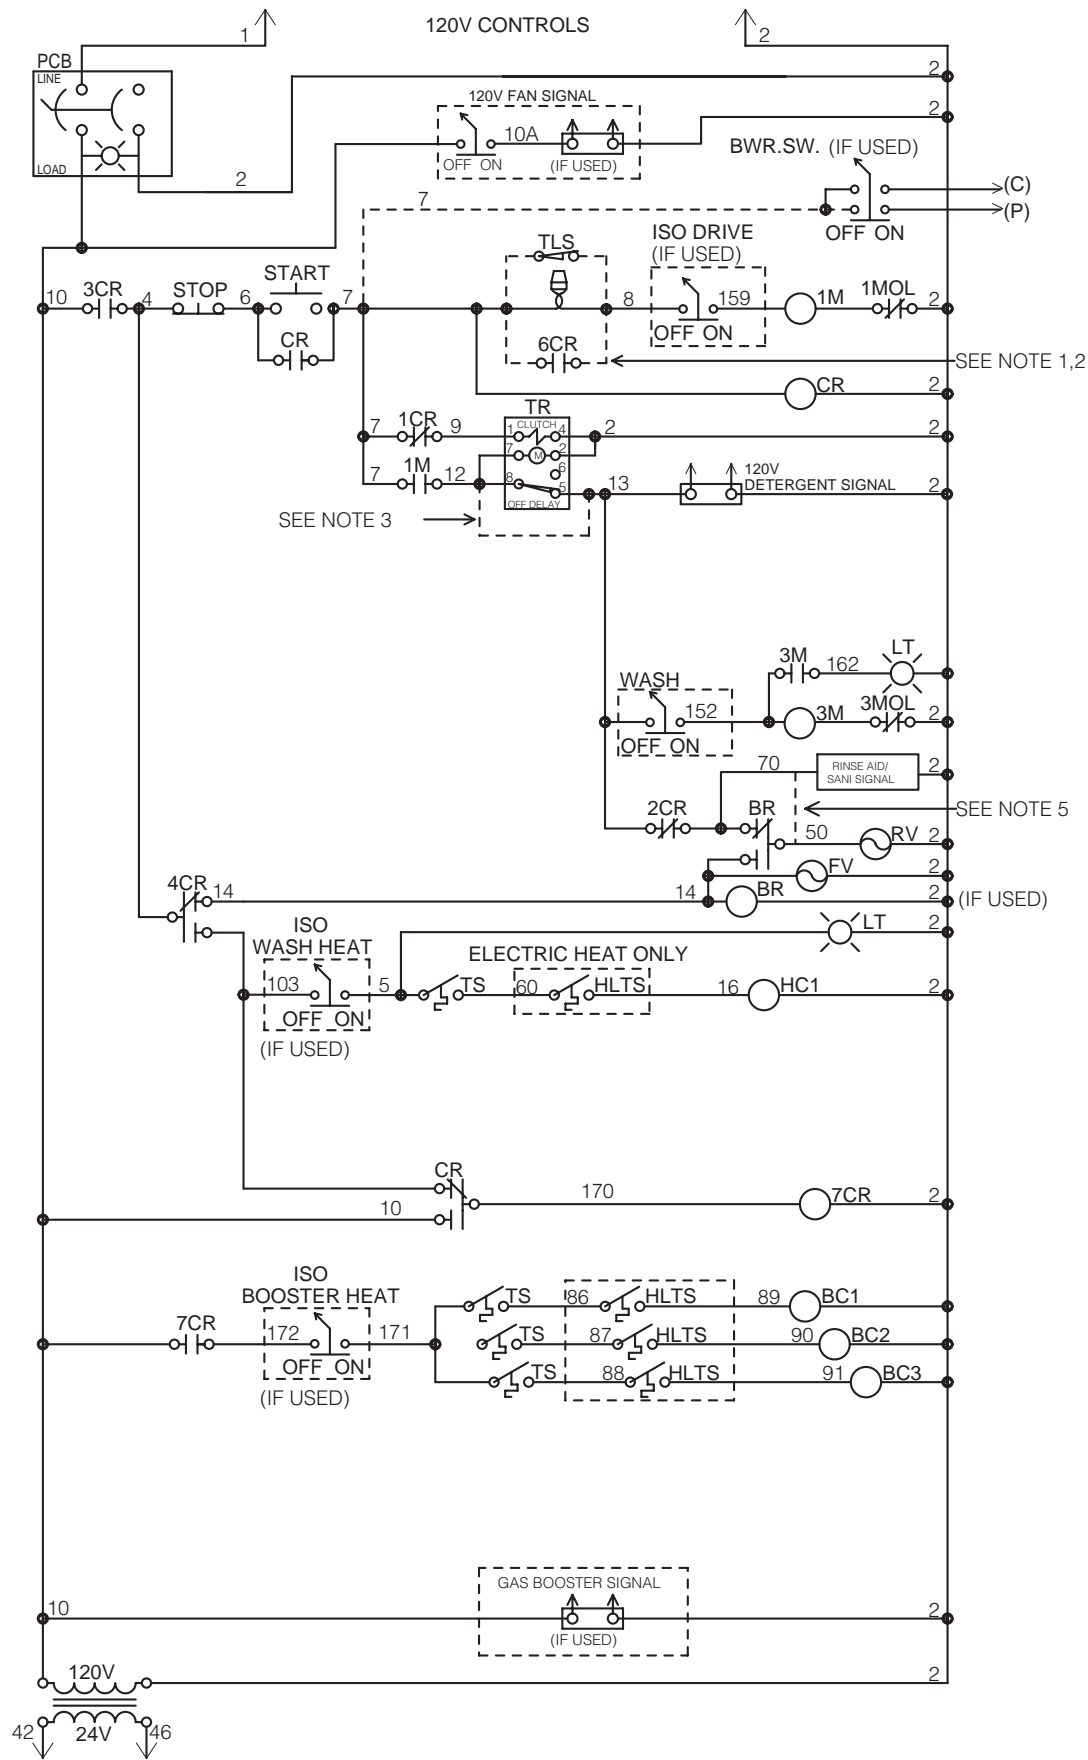 120V CONTROLS
1
2
PCB
LINE
LOAD
2
2
120V FAN SIGNAL
10A
OFF ON
(IF USED)
2
BWR.SW. (IF USED)
(C)
(P)
OFF ON
7
TLS
ISO DRIVE
(IF USED)
10
3CR
4
STOP
6
START
7
8
159
1M
1MOL
2
OFF ON
CR
6CR
SEE NOTE 1,2
CR
2
TR
7
1CR
9
1
CLUTCH
4
2
2
7
M
2
6
7
1M
12
8
5
OFF DELAY
13
120V
DETERGENT SIGNAL
2
SEE NOTE 3
3M
162
LT
WASH
152
3M
3MOL
2
OFF ON
70
RINSE AID/
SANI SIGNAL
2
SEE NOTE 5
2CR
BR
50
RV
2
FV
2
4CR
14
14
BR
2
(IF USED)
ISO
WASH HEAT
LT
2
ELECTRIC HEAT ONLY
103
5
TS
60
HLTS
16
HC1
2
OFF ON
(IF USED)
CR
170
7CR
2
10
ISO
BOOSTER HEAT
TS
86
HLTS
89
BC1
7CR
172
171
TS
87
HLTS
90
BC2
OFF ON
TS
88
HLTS
91
BC3
(IF USED)
GAS BOOSTER SIGNAL
10
2
(IF USED)
120V
2
42
24V
46